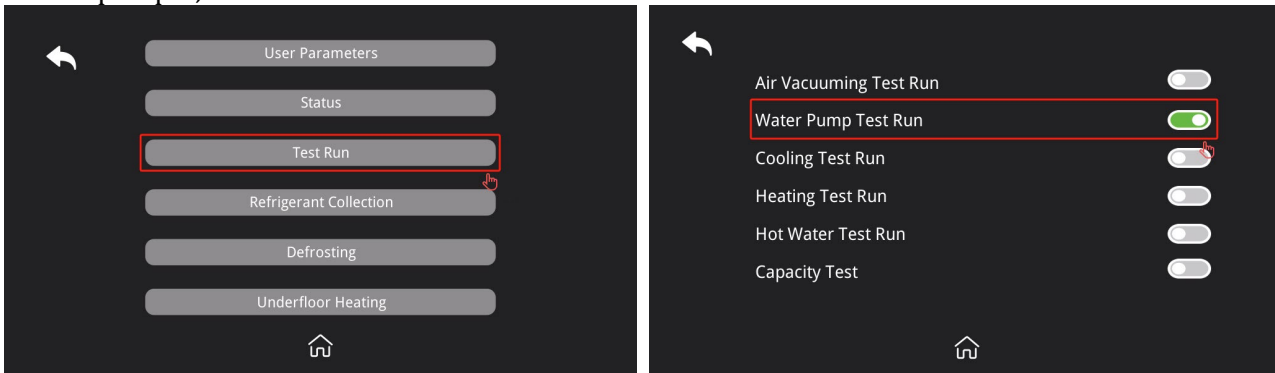 User Parameters
Status
Test Run
Refrigerant Collection
Defrosting
Underfloor Heating
Air Vacuuming Test Run
Water Pump Test Run
Cooling Test Run
Heating Test Run
Hot Water Test Run
Capacity Test